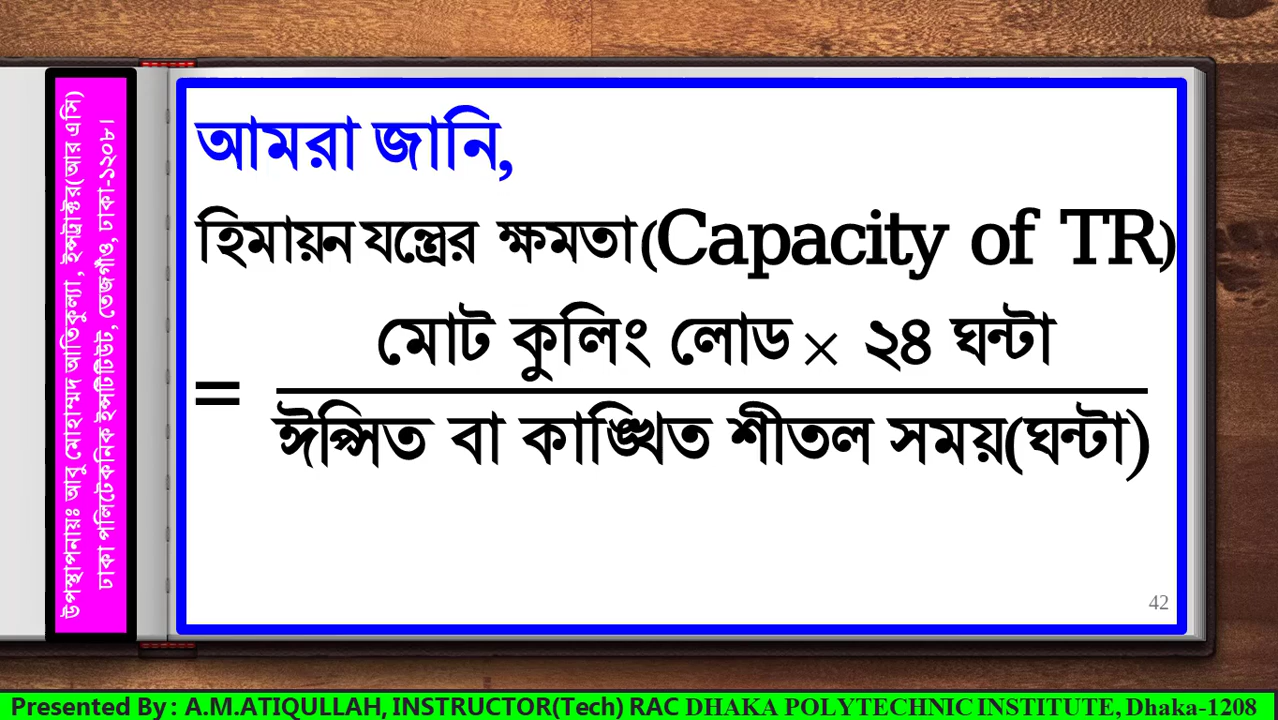 উপস্থাপনায়ঃ আবু মোহাম্মদ আতিকুল্যা, ইন্সট্রাক্টর(আর এসি)
ঢাকা পলিটেকনিক ইন্সটিটিউট, তেজগাঁও, ঢাকা-১২০৮।
আমরা জানি,
হিমায়ন যন্ত্রের ক্ষমতা(Capacity of TR)
মোট কুলিং লোড × ২৪ ঘন্টা
=
ঈপ্সিত বা কাঙ্খিত শীতল সময়(ঘন্টা)
42
Presented By : A.M.ATIQULLAH, INSTRUCTOR(Tech) RAC DHAKA POLYTECHNIC INSTITUTE, Dhaka-1208